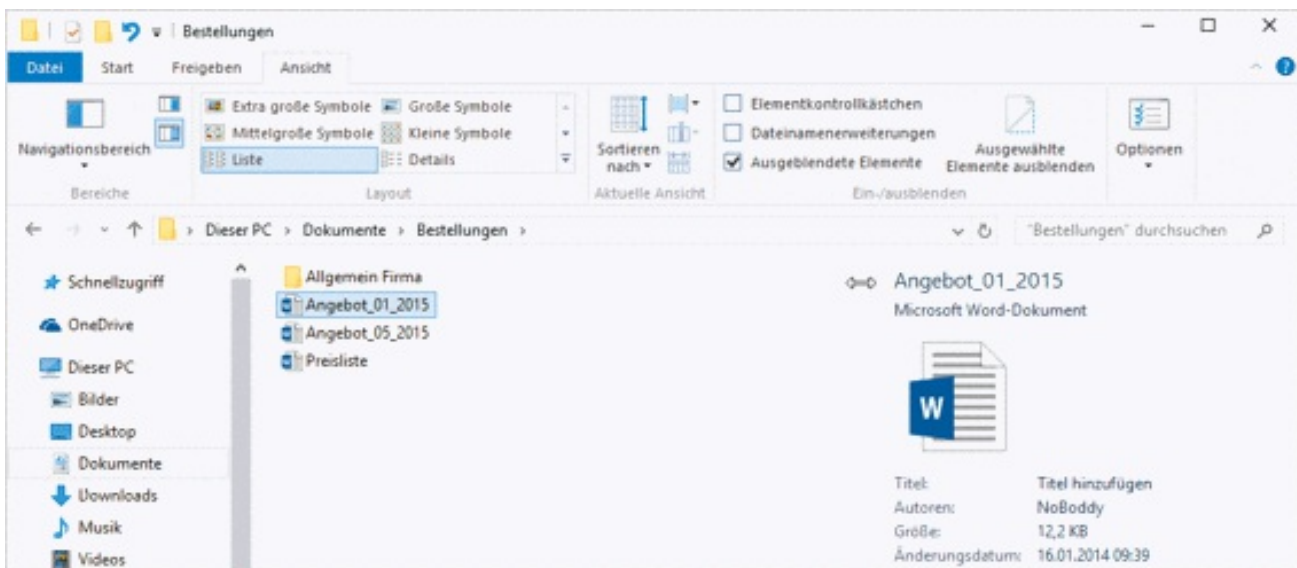 Bestellungen
Datei Start Freigeben Ansicht
Extra große Symbole Große Symbole
Mittelgroße Symbole Kleine Symbole
Liste Details
Navigationsbereich
Sortieren nach
Elementkontrollkästchen
Dateinamenerweiterungen
Ausgeblendete Elemente
Ausgewählte
Elemente ausblenden
Optionen
Bereiche Layout Aktuelle Ansicht Ein-/ausblenden
Dieser PC › Dokumente › Bestellungen ›
"Bestellungen" durchsuchen
Schnellzugriff
OneDrive
Dieser PC
Bilder
Desktop
Dokumente
Downloads
Musik
Videos
Allgemein Firma
Angebot_01_2015
Angebot_05_2015
Preisliste
Angebot_01_2015
Microsoft Word-Dokument
W
Titel: Titel hinzufügen
Autoren: NoBoddy
Größe: 12,2 KB
Änderungsdatum: 16.01.2014 09:39